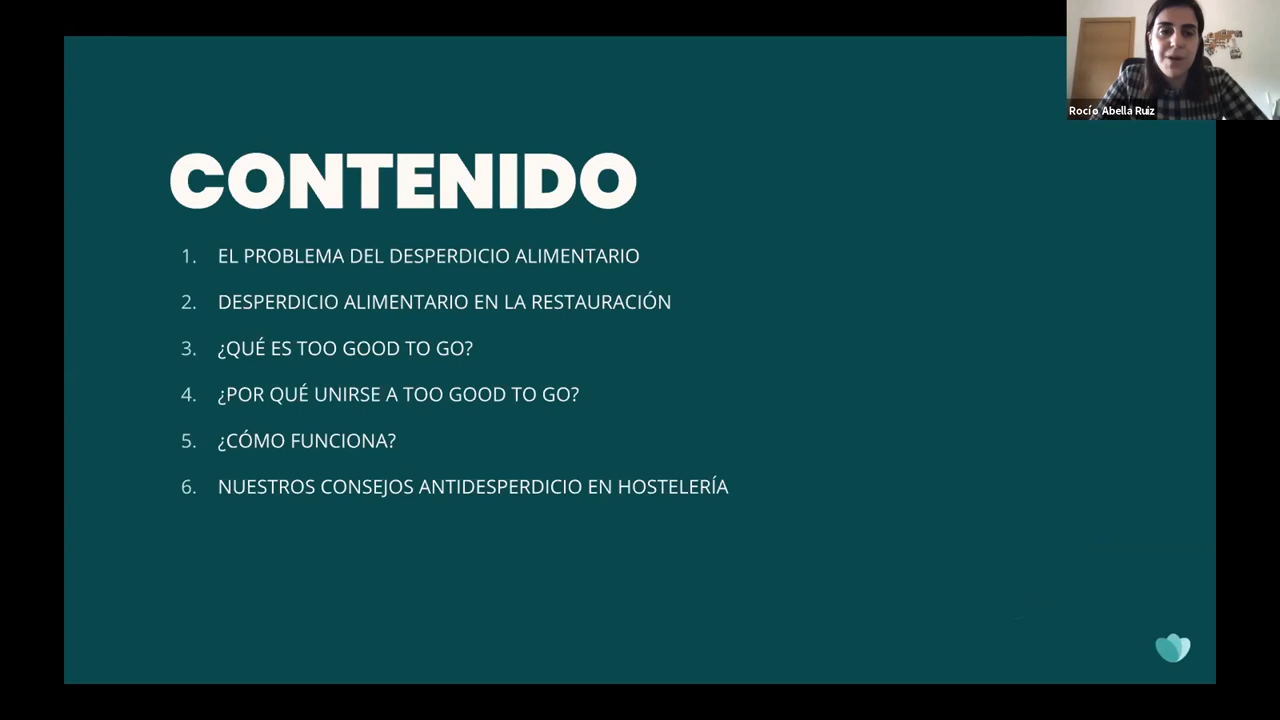 Rocío Abella Ruiz
CONTENIDO
1. EL PROBLEMA DEL DESPERDICIO ALIMENTARIO
2. DESPERDICIO ALIMENTARIO EN LA RESTAURACIÓN
3. ¿QUÉ ES TOO GOOD TO GO?
4. ¿POR QUÉ UNIRSE A TOO GOOD TO GO?
5. ¿CÓMO FUNCIONA?
6. NUESTROS CONSEJOS ANTIDESPERDICIO EN HOSTELERÍA